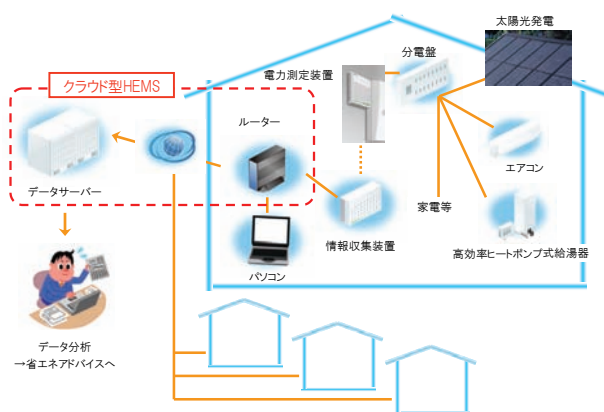 太陽光発電
分電盤
電力測定装置
クラウド型HEMS
ルーター
エアコン
データサーバー
家電等
情報収集装置
高効率ヒートポンプ式給湯器
パソコン
データ分析
→省エネアドバイスへ